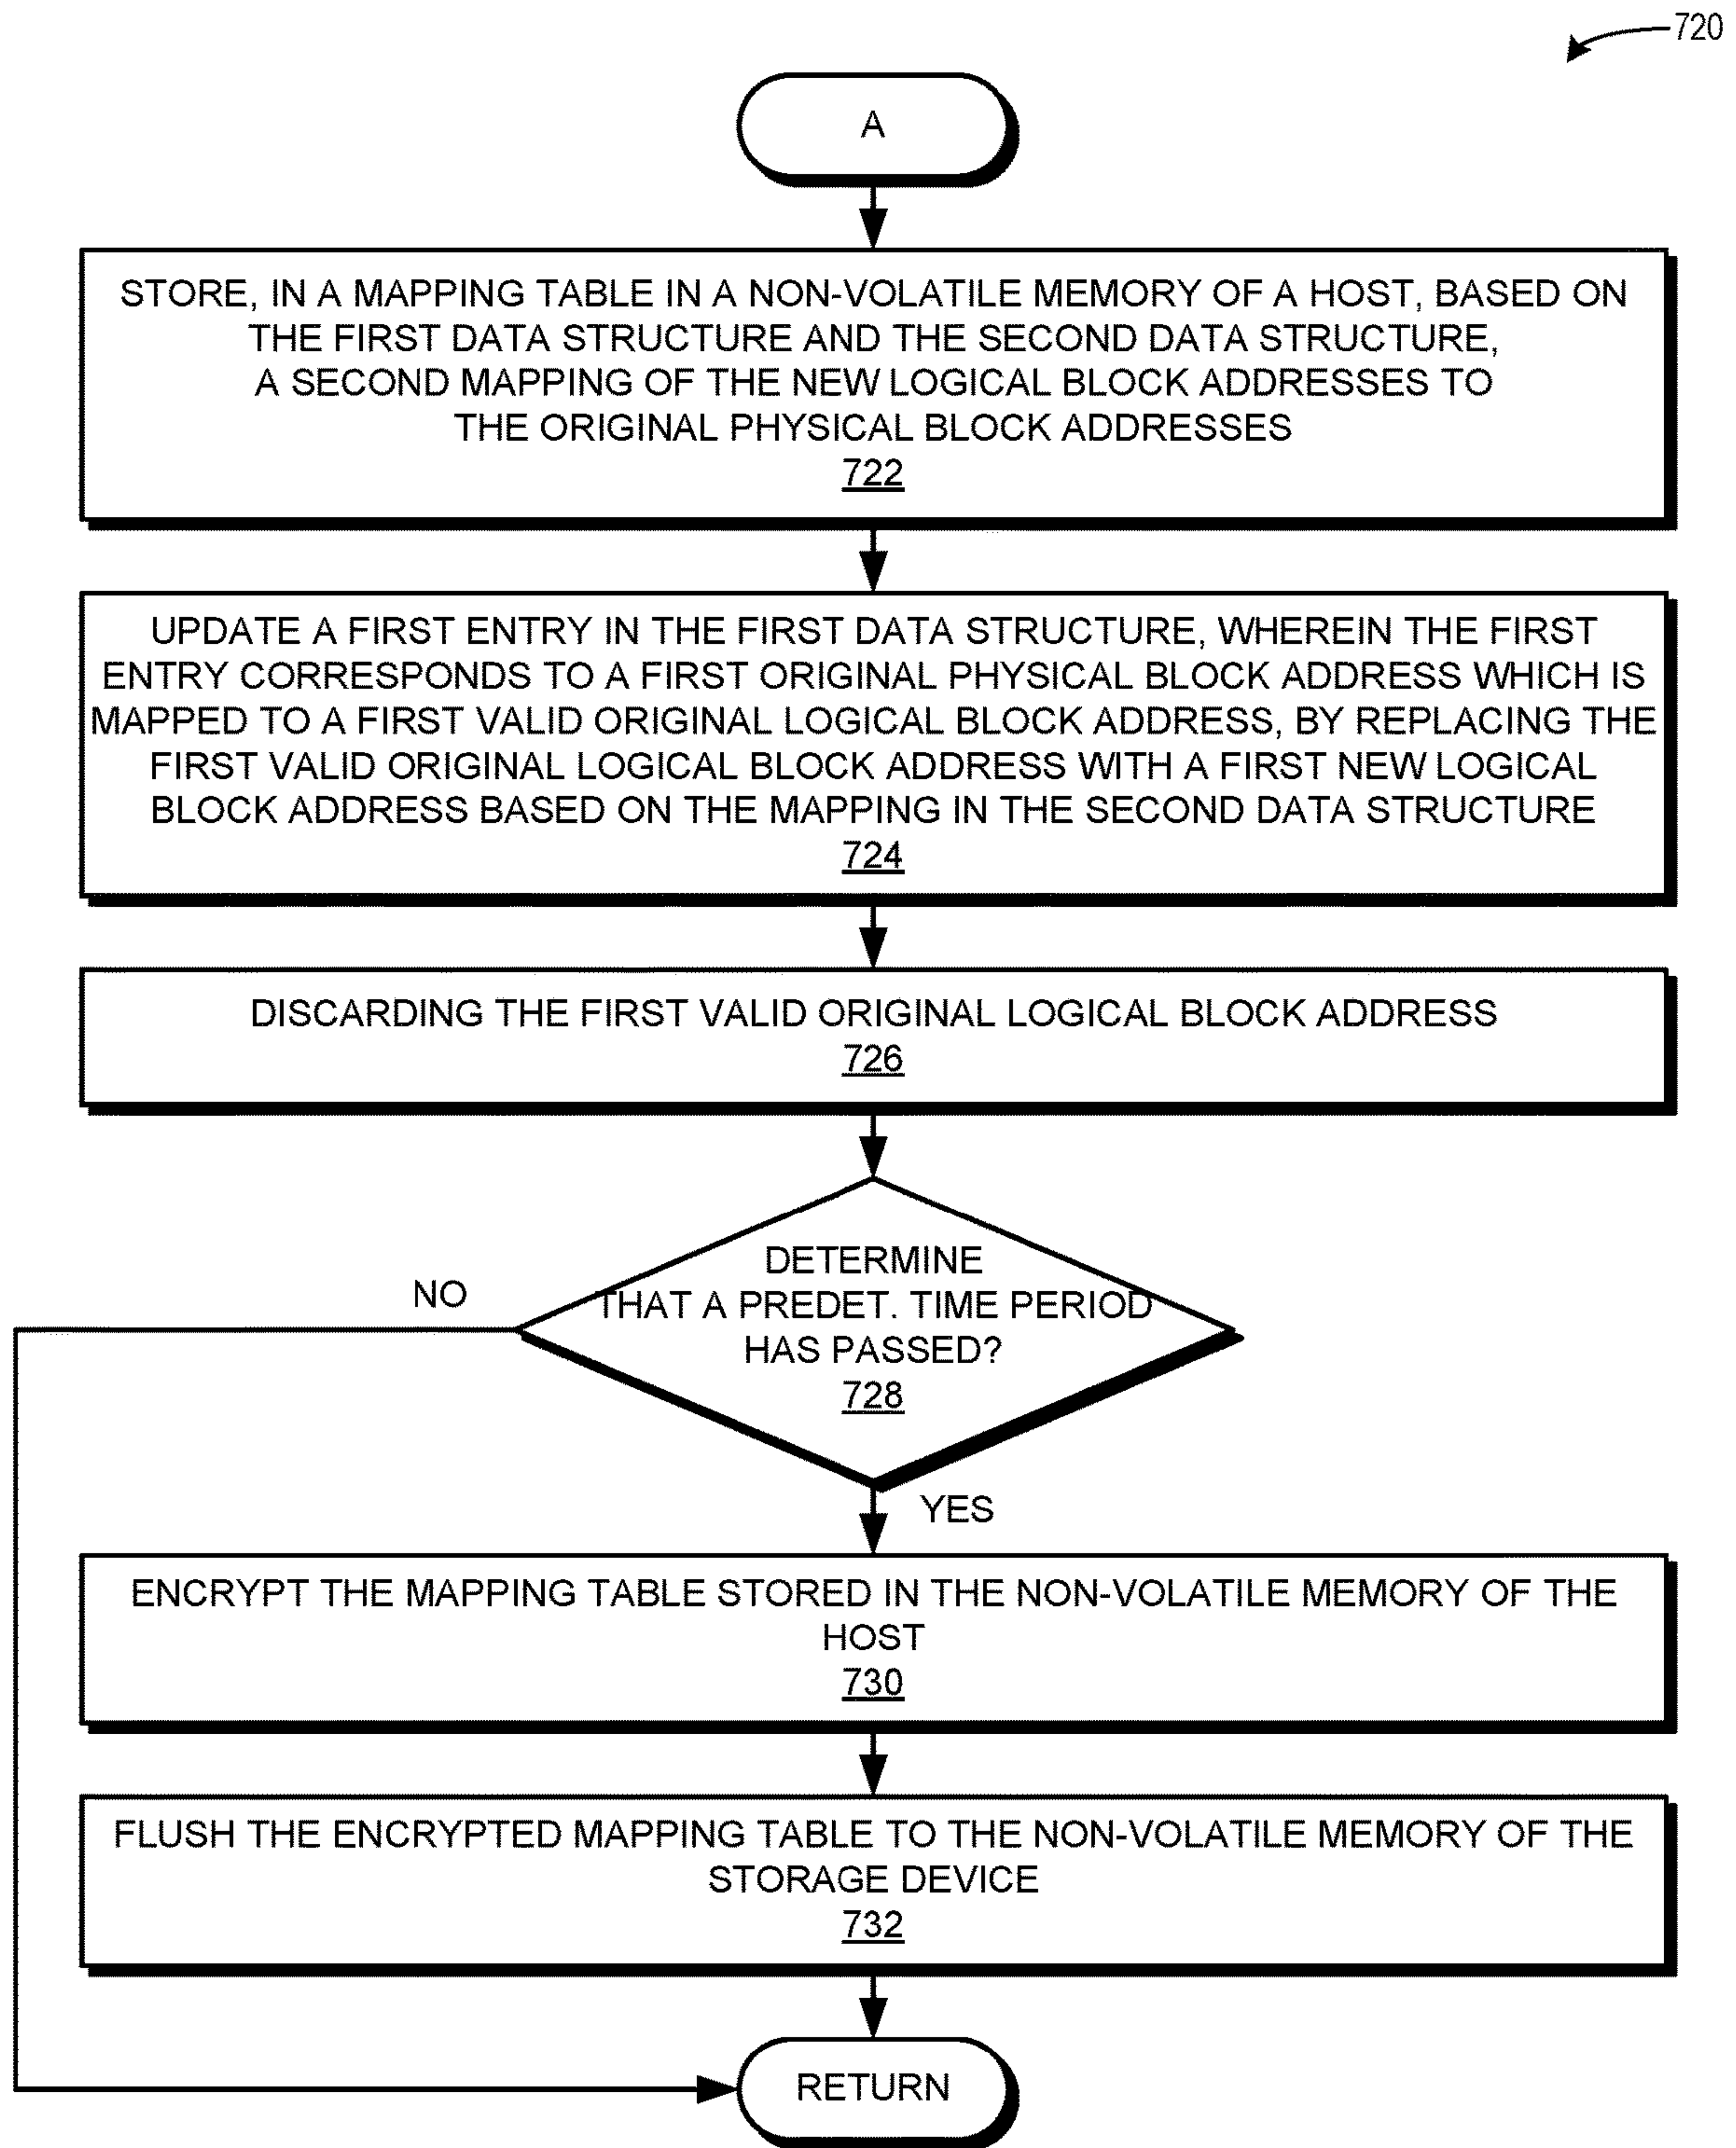 720
A
STORE, IN A MAPPING TABLE IN A NON-VOLATILE MEMORY OF A HOST, BASED ON
THE FIRST DATA STRUCTURE AND THE SECOND DATA STRUCTURE,
A SECOND MAPPING OF THE NEW LOGICAL BLOCK ADDRESSES TO
THE ORIGINAL PHYSICAL BLOCK ADDRESSES
722
UPDATE A FIRST ENTRY IN THE FIRST DATA STRUCTURE, WHEREIN THE FIRST
ENTRY CORRESPONDS TO A FIRST ORIGINAL PHYSICAL BLOCK ADDRESS WHICH IS
MAPPED TO A FIRST VALID ORIGINAL LOGICAL BLOCK ADDRESS, BY REPLACING THE
FIRST VALID ORIGINAL LOGICAL BLOCK ADDRESS WITH A FIRST NEW LOGICAL
BLOCK ADDRESS BASED ON THE MAPPING IN THE SECOND DATA STRUCTURE
724
DISCARDING THE FIRST VALID ORIGINAL LOGICAL BLOCK ADDRESS
726
DETERMINE
NO
THAT A PREDET. TIME PERIOD
HAS PASSED?
728
YES
ENCRYPT THE MAPPING TABLE STORED IN THE NON-VOLATILE MEMORY OF THE
HOST
730
FLUSH THE ENCRYPTED MAPPING TABLE TO THE NON-VOLATILE MEMORY OF THE
STORAGE DEVICE
732
RETURN